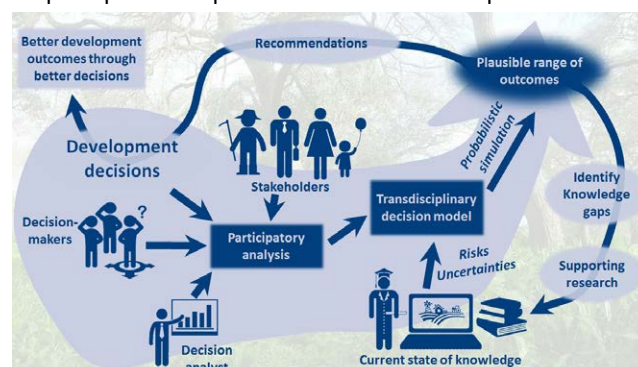 Better development
outcomes through
better decisions
Recommendations
Plausible range of
outcomes
Probabilistic
simulation
Development
decisions
Stakeholders
Identify
Knowledge
gaps
Transdisciplinary
decision model
Decision-
makers
?
Participatory
analysis
Risks
Uncertainties
Supporting
research
Decision
analyst
Current state of knowledge